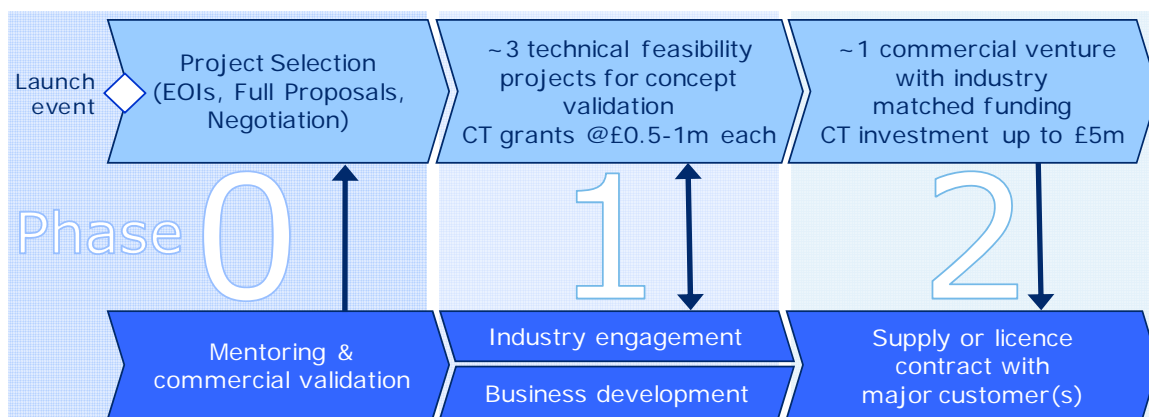 Launch
event
Project Selection
(EOIs, Full Proposals,
Negotiation)
~3 technical feasibility
projects for concept
validation
CT grants @£0.5-1m each
~1 commercial venture
with industry
matched funding
CT investment up to £5m
Phase 0 1 2
Mentoring &
commercial validation
Industry engagement
Business development
Supply or licence
contract with
major customer(s)